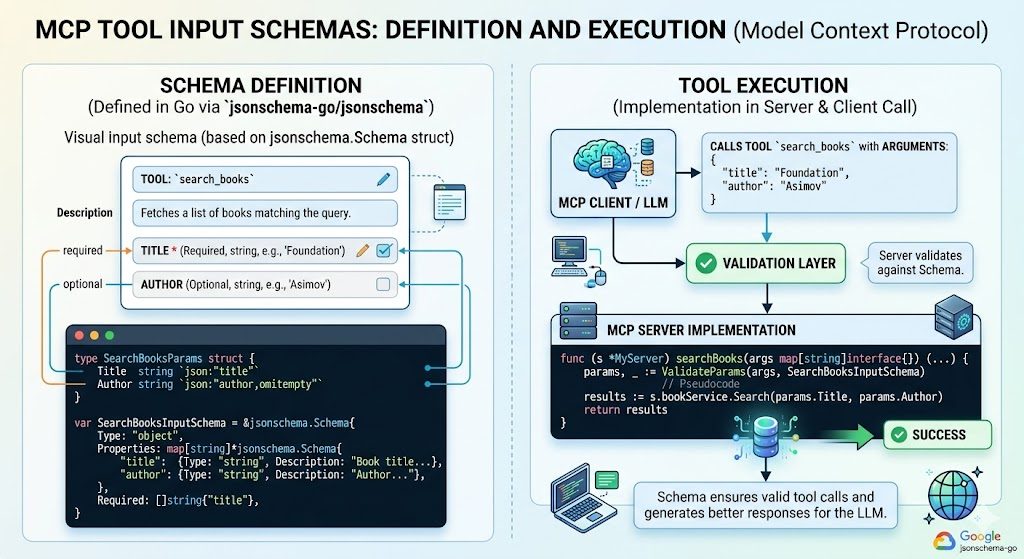 MCP TOOL INPUT SCHEMAS: DEFINITION AND EXECUTION (Model Context Protocol)
SCHEMA DEFINITION
(Defined in Go via `jsonschema-go/jsonschema`)
Visual input schema (based on jsonschema.Schema struct)
TOOL: `search_books`
Description
Fetches a list of books matching the query.
required
TITLE * (Required, string, e.g., 'Foundation')
optional
AUTHOR (Optional, string, e.g., 'Asimov')
type SearchBooksParams struct {
    Title  string `json:"title"`
    Author string `json:"author,omitempty"`
}
var SearchBooksInputSchema = &jsonschema.Schema{
    Type: "object",
    Properties: map[string]*jsonschema.Schema{
        "title":  {Type: "string", Description: "Book title...},
        "author": {Type: "string", Description: "Author..."},
    },
    Required: []string{"title"},
}
TOOL EXECUTION
(Implementation in Server & Client Call)
MCP CLIENT / LLM
CALLS TOOL `search_books` with ARGUMENTS:
{
  "title": "Foundation",
  "author": "Asimov"
}
VALIDATION LAYER
Server validates
against Schema.
MCP SERVER IMPLEMENTATION
func (s *MyServer) searchBooks(args map[string]interface{}) (...) {
    params, _ := ValidateParams(args, SearchBooksInputSchema)
    // Pseudocode
    results := s.bookService.Search(params.Title, params.Author)
    return results
}
SUCCESS
Schema ensures valid tool calls and
generates better responses for the LLM.
Google
jsonschema-go